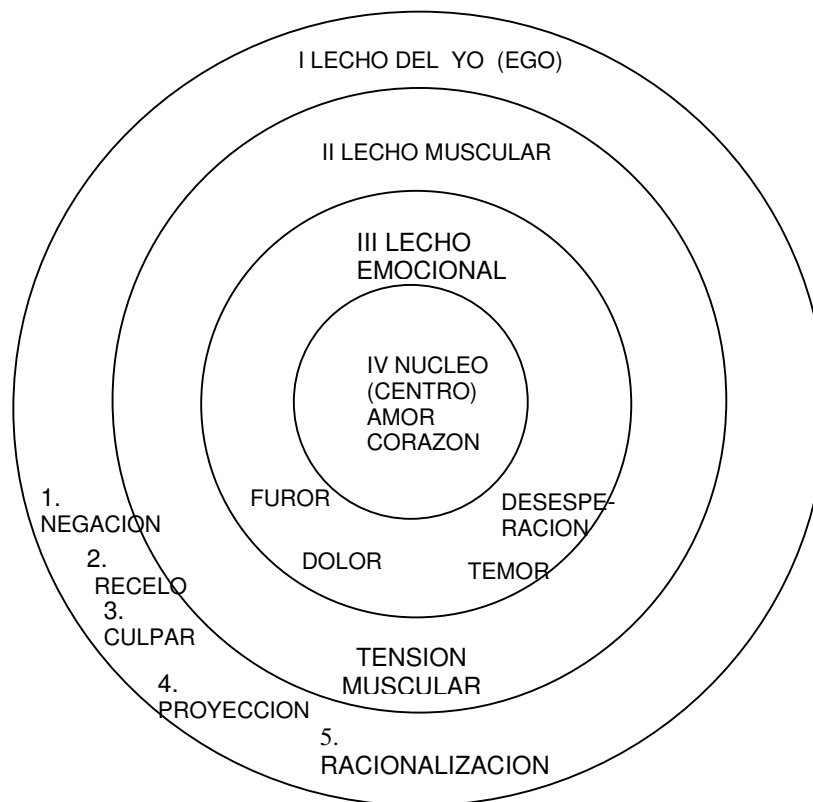 I LECHO DEL YO (EGO)
II LECHO MUSCULAR
III LECHO
EMOCIONAL
IV NUCLEO
(CENTRO)
AMOR
CORAZON
FUROR
DESESPE-
RACION
DOLOR
TEMOR
1.
NEGACION
2.
RECELO
3.
CULPAR
TENSION
MUSCULAR
4.
PROYECCION
5.
RACIONALIZACION